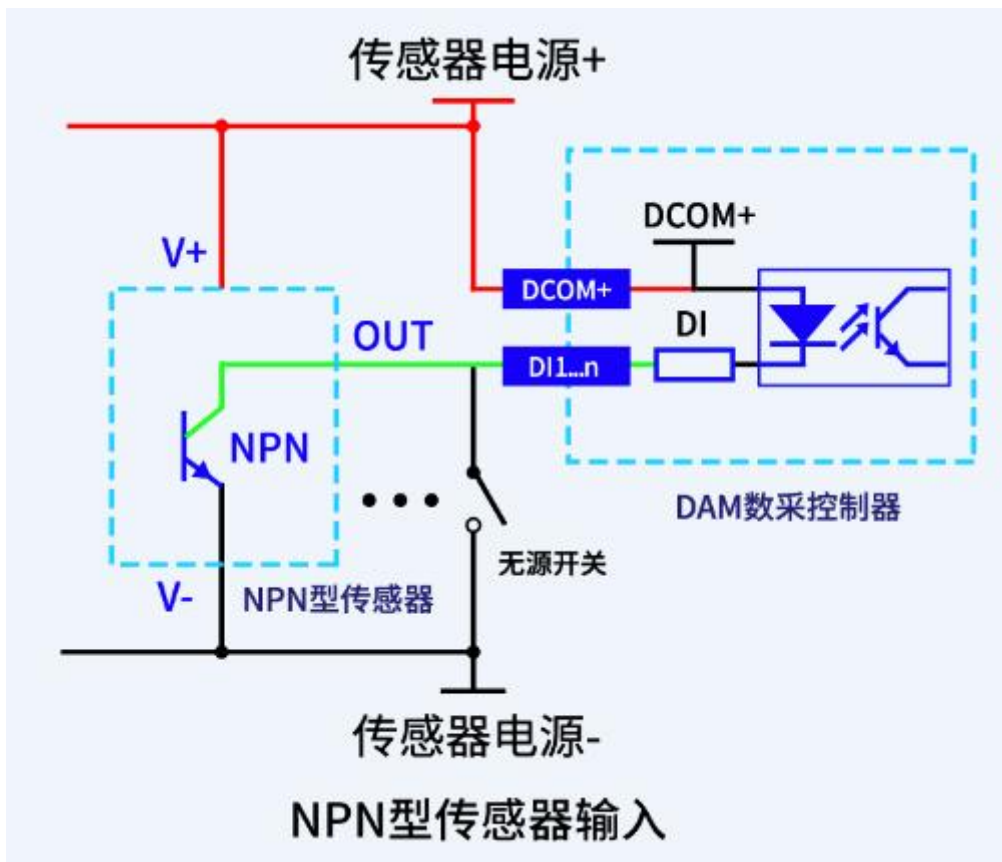 传感器电源+
DCOM+
V+
DCOM+
DI
OUT
DI1...n
NPN
DAM数采控制器
无源开关
V-
NPN型传感器
传感器电源-
NPN型传感器输入